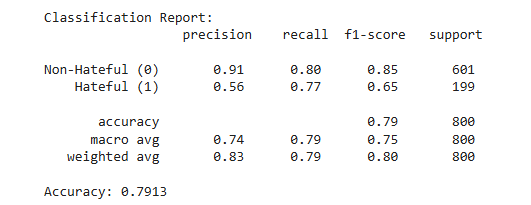 Classification Report:
precision recall f1-score support
Non-Hateful (0) 0.91 0.80 0.85 601
Hateful (1) 0.56 0.77 0.65 199
accuracy 0.79 800
macro avg 0.74 0.79 0.75 800
weighted avg 0.83 0.79 0.80 800
Accuracy: 0.7913